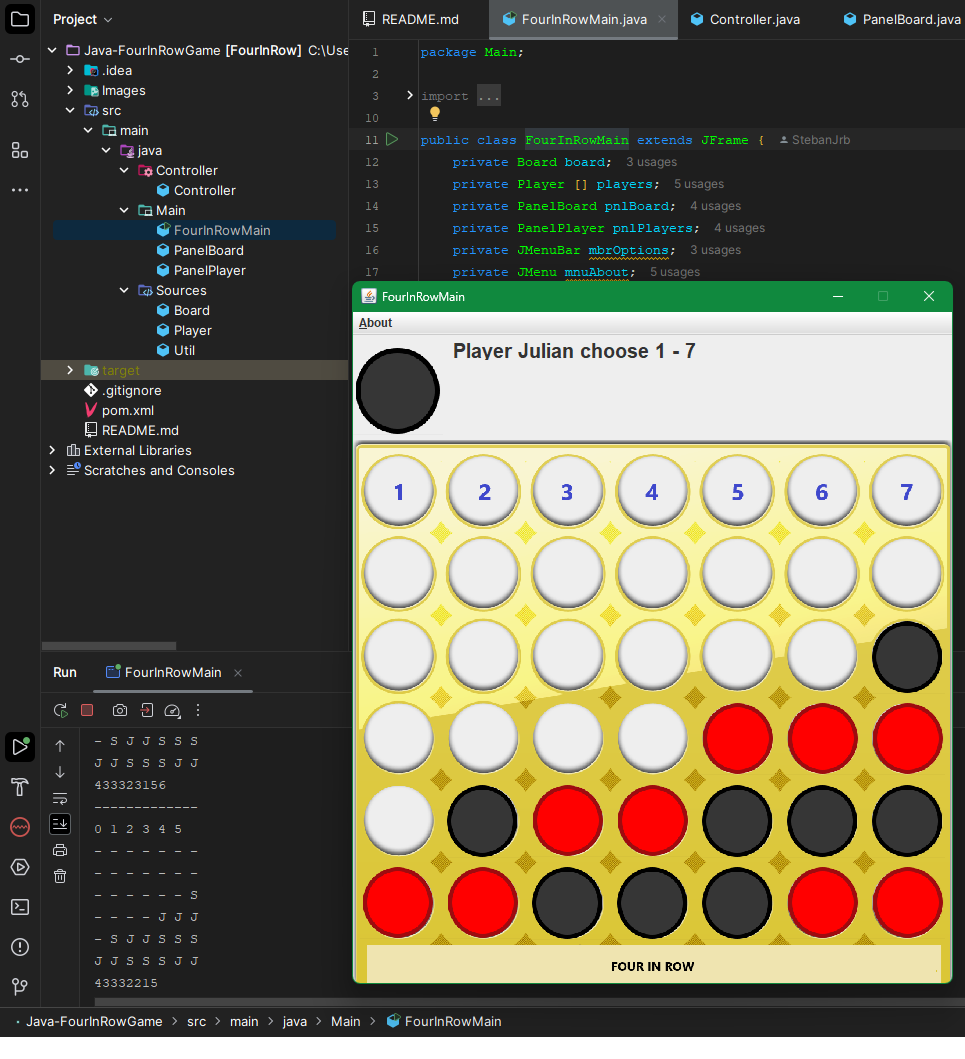 Project
Java-FourInRowGame [FourInRow] C:\Use
.idea
Images
src
main
java
Controller
Controller
Main
FourInRowMain
PanelBoard
PanelPlayer
Sources
Board
Player
Util
target
.gitignore
pom.xml
README.md
External Libraries
Scratches and Consoles
README.md FourInRowMain.java Controller.java PanelBoard.java
1 package Main;
2
3 import ...
10
11 public class FourInRowMain extends JFrame { StebanJrb
12 private Board board; 3 usages
13 private Player [] players; 5 usages
14 private PanelBoard pnlBoard; 4 usages
15 private PanelPlayer pnlPlayers; 4 usages
16 private JMenuBar mbrOptions; 3 usages
17 private JMenu mnuAbout; 5 usages
FourInRowMain
About
Player Julian choose 1 - 7
1 2 3 4 5 6 7
FOUR IN ROW
Run FourInRowMain
- S J J S S S
J J S S S J J
433323156
-------------
0 1 2 3 4 5
- - - - - - -
- - - - - - -
- - - - - - S
- - - - J J J
- S J J S S S
J J S S S J J
43332215
Java-FourInRowGame > src > main > java > Main > FourInRowMain